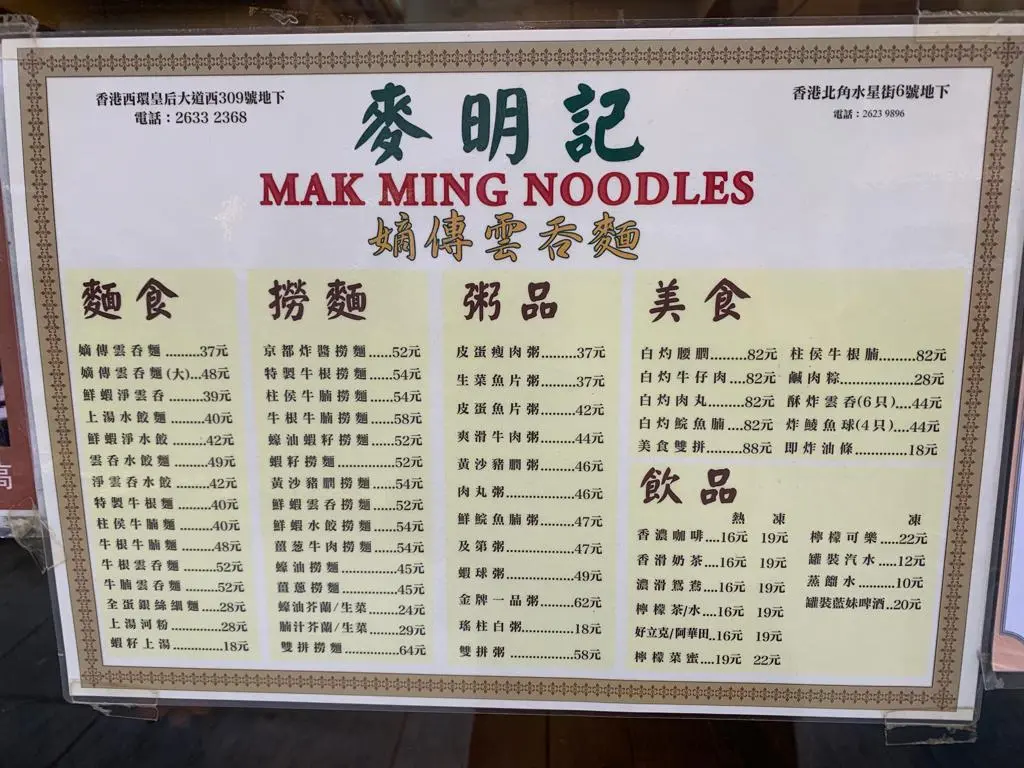 香港西環皇后大道西309號地下
電話：2633 2368
香港北角水星街6號地下
電話：2623 9896
麥明記
MAK MING NOODLES
嫡傳雲吞麵
麵食
嫡傳雲吞麵.........37元
嫡傳雲吞麵(大)...48元
鮮蝦淨雲吞.........39元
上湯水餃麵.........40元
鮮蝦淨水餃.........42元
雲吞水餃麵.........49元
淨雲吞水餃.........42元
特製牛根麵.........40元
柱侯牛腩麵.........40元
牛根牛腩麵.........48元
牛根雲吞麵.........52元
牛腩雲吞麵.........52元
全蛋銀絲細麵......28元
上湯河粉............28元
蝦籽上湯............18元
撈麵
京都炸醬撈麵......52元
特製牛根撈麵......54元
柱侯牛腩撈麵......54元
牛根牛腩撈麵......58元
蠔油蝦籽撈麵......52元
蝦籽撈麵............52元
黃沙豬膶撈麵......54元
鮮蝦雲吞撈麵......52元
鮮蝦水餃撈麵......54元
薑葱牛肉撈麵......54元
蠔油撈麵............45元
薑葱撈麵............45元
蠔油芥蘭/生菜......24元
腩汁芥蘭/生菜......29元
雙拼撈麵............64元
粥品
皮蛋瘦肉粥.........37元
生菜魚片粥.........37元
皮蛋魚片粥.........42元
爽滑牛肉粥.........44元
黃沙豬膶粥.........46元
肉丸粥...............46元
鮮鯇魚腩粥.........47元
及第粥...............47元
蝦球粥...............49元
金牌一品粥.........62元
瑤柱白粥............18元
雙拼粥...............58元
美食
白灼腰膶........82元
白灼牛仔肉....82元
白灼肉丸........82元
白灼鯇魚腩....82元
美食雙拼........88元
柱侯牛根腩........82元
鹹肉粽..............28元
酥炸雲吞(6只)....44元
炸鯪魚球(4只)....44元
即炸油條............18元
飲品
熱 凍
香濃咖啡...16元 19元
香滑奶茶...16元 19元
濃滑鴛鴦...16元 19元
檸檬茶/水...16元 19元
好立克/阿華田..16元 19元
檸檬菜蜜....19元 22元
凍
檸檬可樂....22元
罐裝汽水....12元
蒸餾水........10元
罐裝藍妹啤酒..20元
高